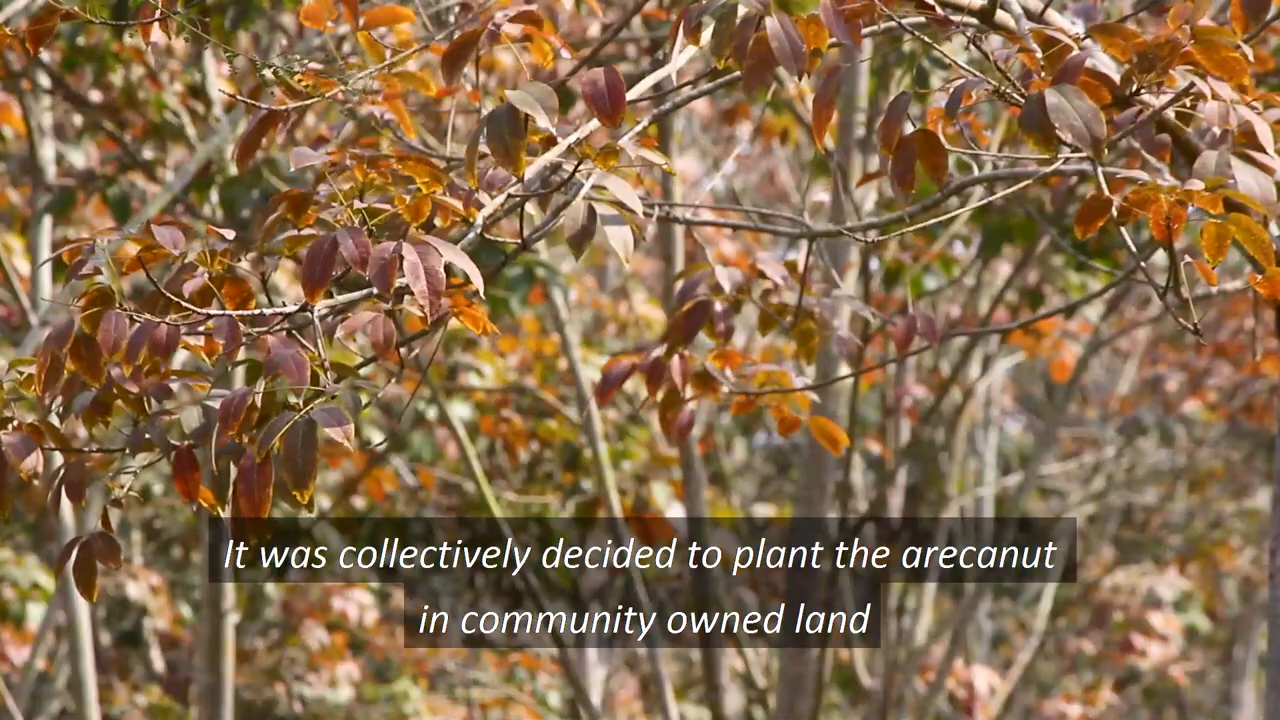 It was collectively decided to plant the arecanut
in community owned land